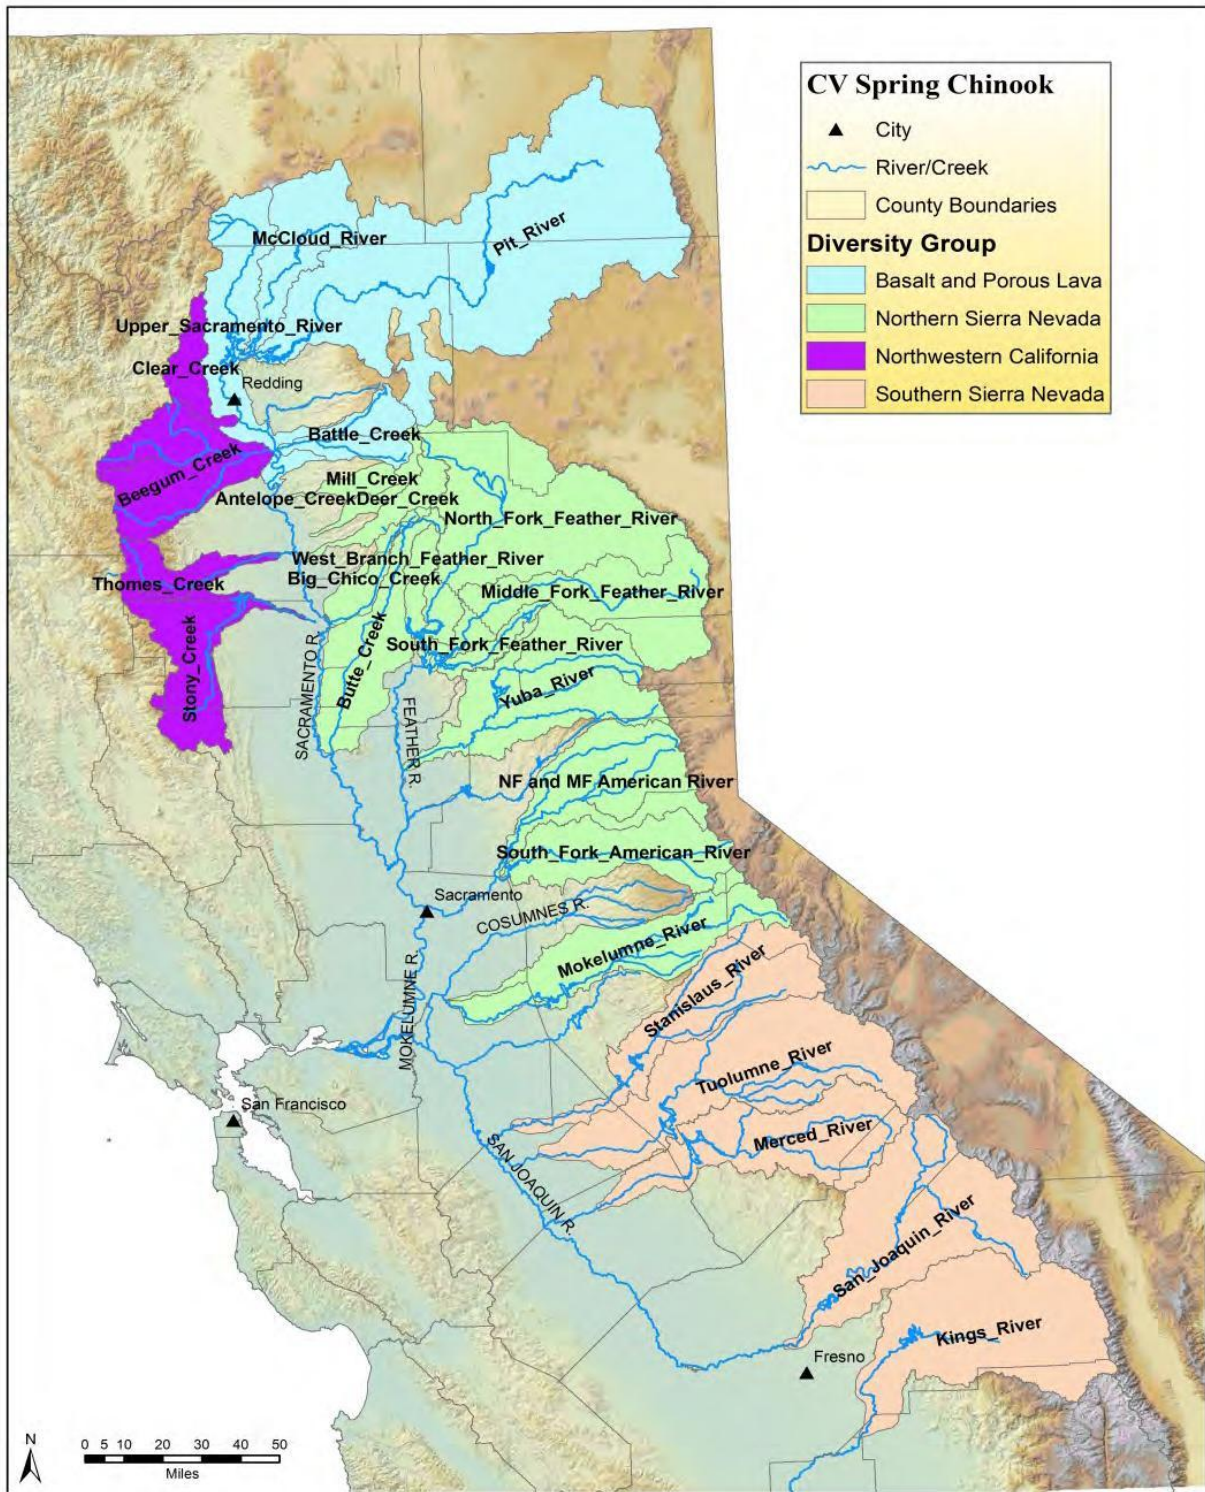 CV Spring Chinook
City
River/Creek
County Boundaries
Diversity Group
Basalt and Porous Lava
Northern Sierra Nevada
Northwestern California
Southern Sierra Nevada
McCloud_River
Pit_River
Upper_Sacramento_River
Clear_Creek
Redding
Battle_Creek
Beegum_Creek
Mill_Creek
Antelope_Creek
Deer_Creek
North_Fork_Feather_River
West_Branch_Feather_River
Big_Chico_Creek
Thomes_Creek
Middle_Fork_Feather_River
Stony_Creek
SACRAMENTO R.
Butte_Creek
South_Fork_Feather_River
FEATHER R.
Yuba_River
NF and MF American River
South_Fork_American_River
Sacramento
COSUMNES R.
Mokelumne_River
MOKELUMNE R.
Stanislaus_River
Tuolumne_River
San Francisco
Merced_River
SAN JOAQUIN R.
San_Joaquin_River
Kings_River
Fresno
N
0 5 10 20 30 40 50
Miles